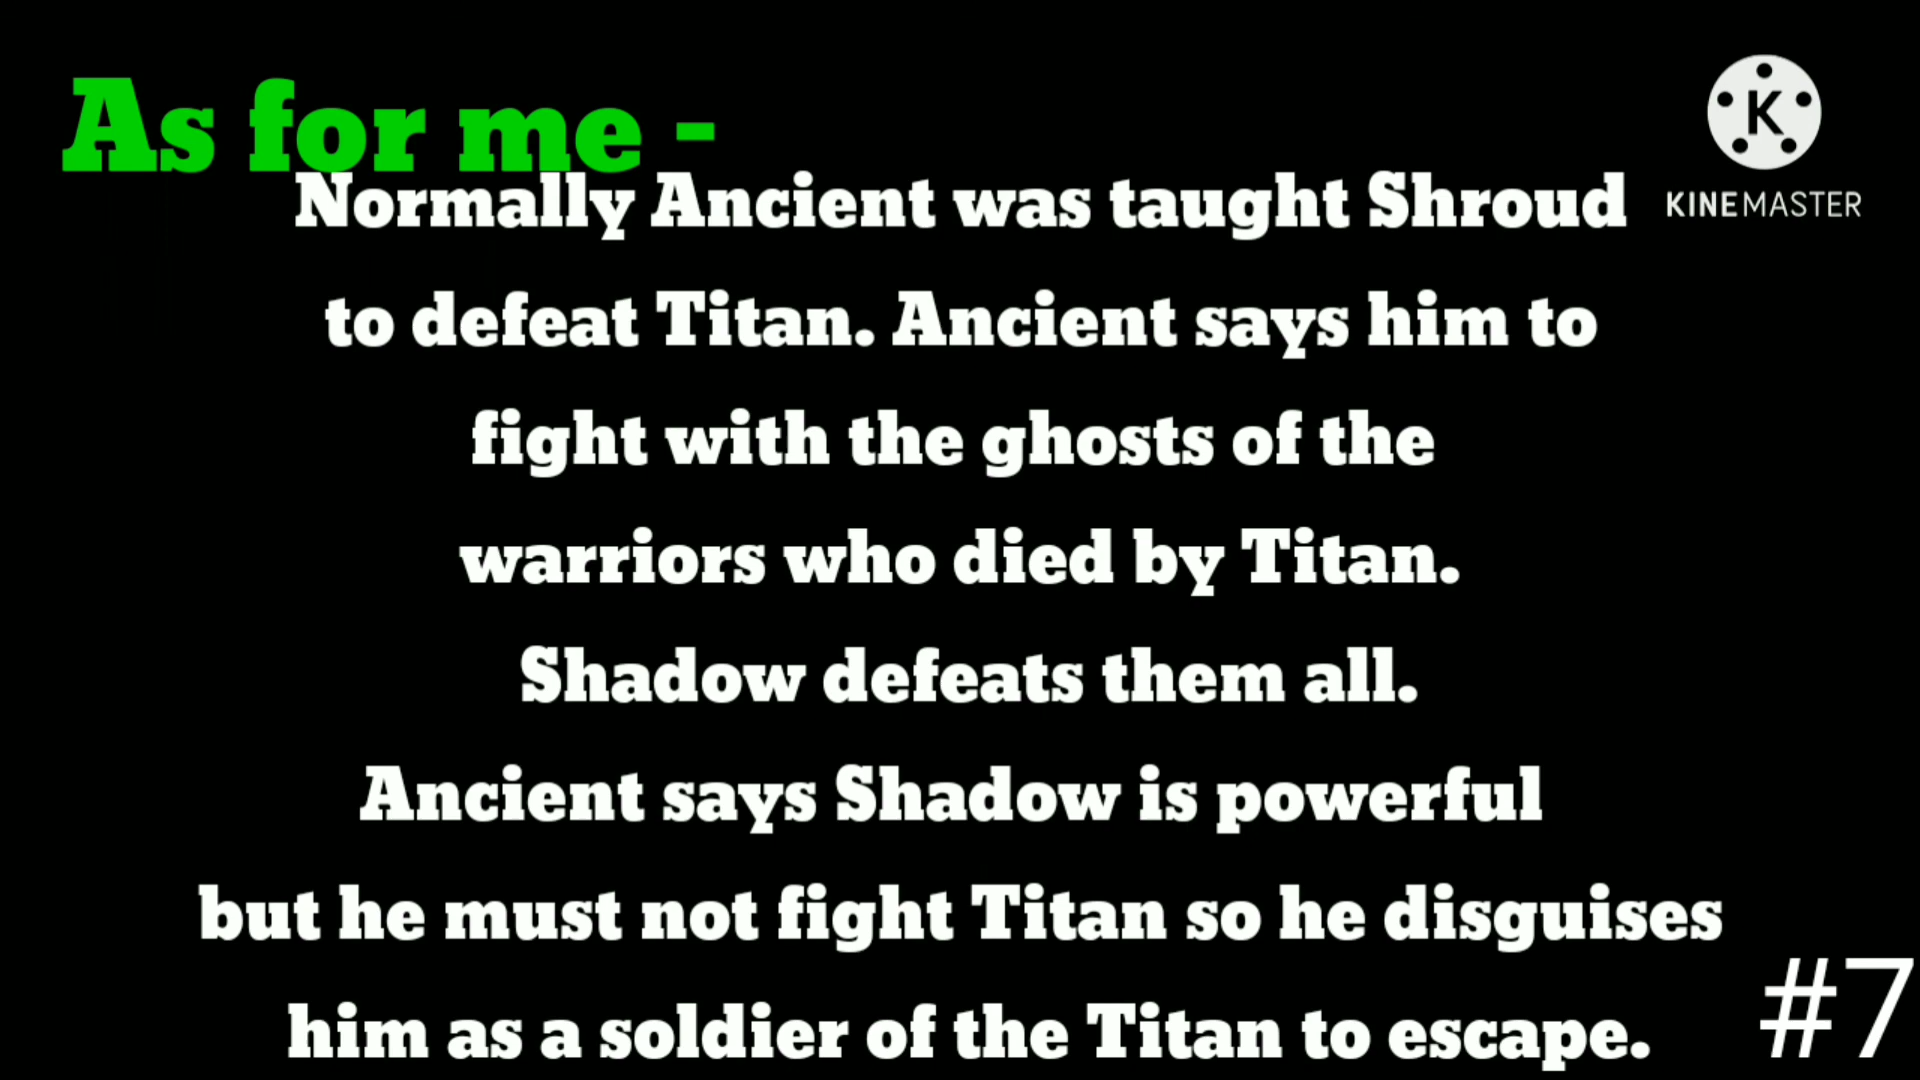 As for me -
Normally Ancient was taught Shroud
to defeat Titan. Ancient says him to
fight with the ghosts of the
warriors who died by Titan.
Shadow defeats them all.
Ancient says Shadow is powerful
but he must not fight Titan so he disguises
him as a soldier of the Titan to escape.
K
KINEMASTER
#7